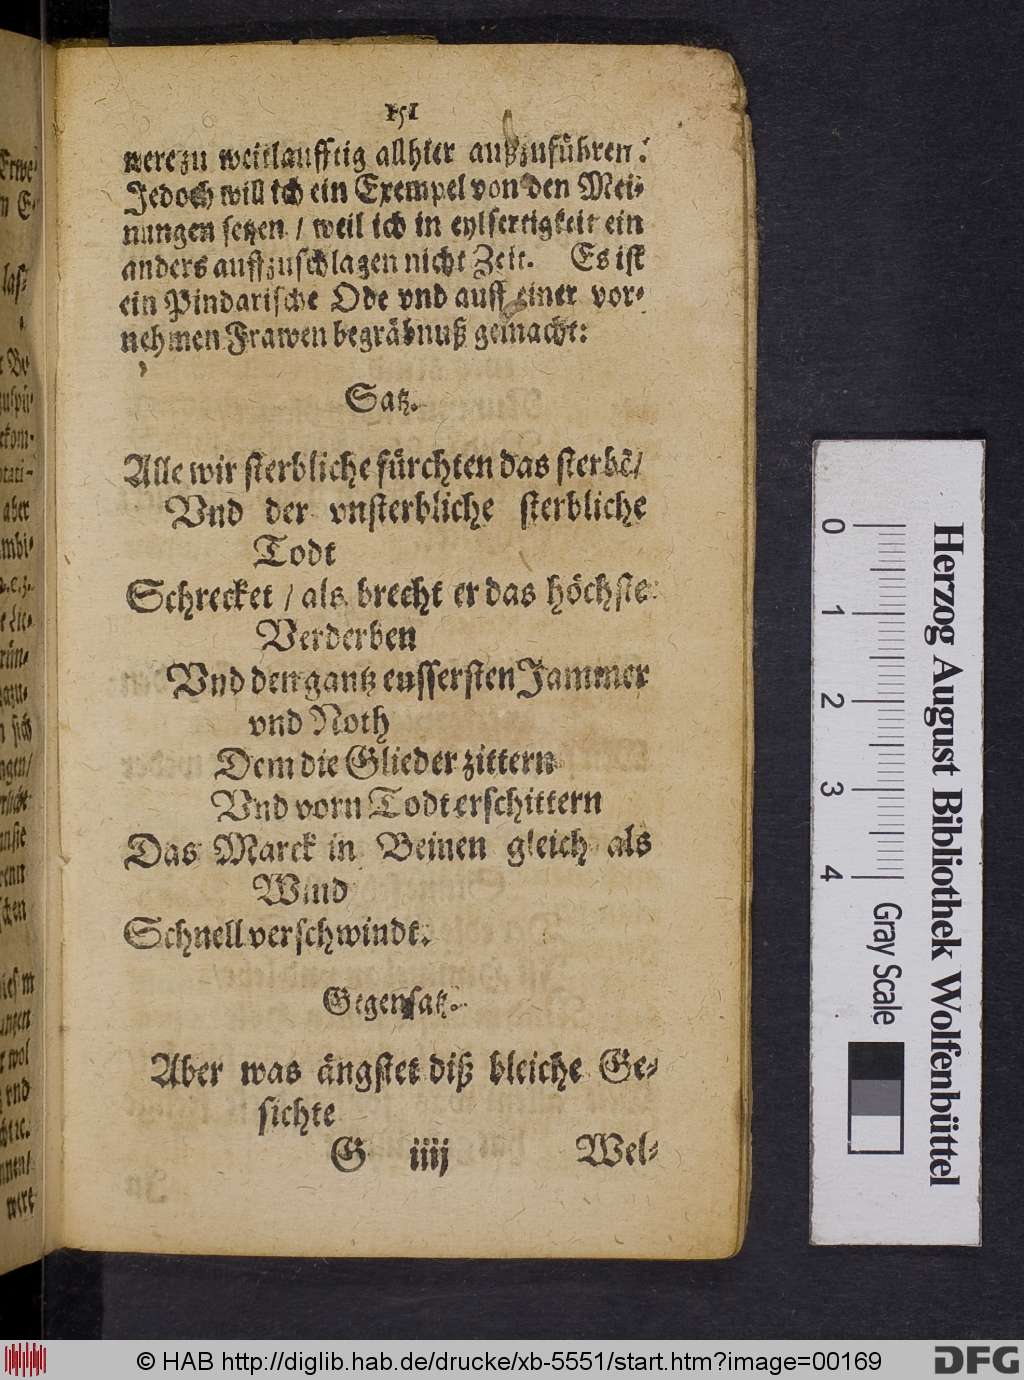 151
were zu weitlaufftig allhier außzuführen.
Jedoch will ich ein Exempel von den Mei-
nungen setzen / weil ich in eylfertigkeit ein
anders auffzuschlagen nicht Zeit. Es ist
ein Pindarische Ode vnd auff einer vor-
nehmen Frawen begräbnuß gemacht:
Satz.
Alle wir sterbliche fürchten das sterbē/
Vnd der vnsterbliche sterbliche
Todt
Schrecket / als brecht er das höchste
Verderben
Vnd den gantz eussersten Jammer
vnd Noth
Dem die Glieder zittern
Vnd vorn Todt erschittern
Das Marck in Beinen gleich als
Wind
Schnell verschwindt.
Gegensatz.
Aber was ängstet diß bleiche Ge-
sichte
G iiij Wel-
0 1 2 3 4
Herzog August Bibliothek Wolfenbüttel
Gray Scale
© HAB http://diglib.hab.de/drucke/xb-5551/start.htm?image=00169
DFG